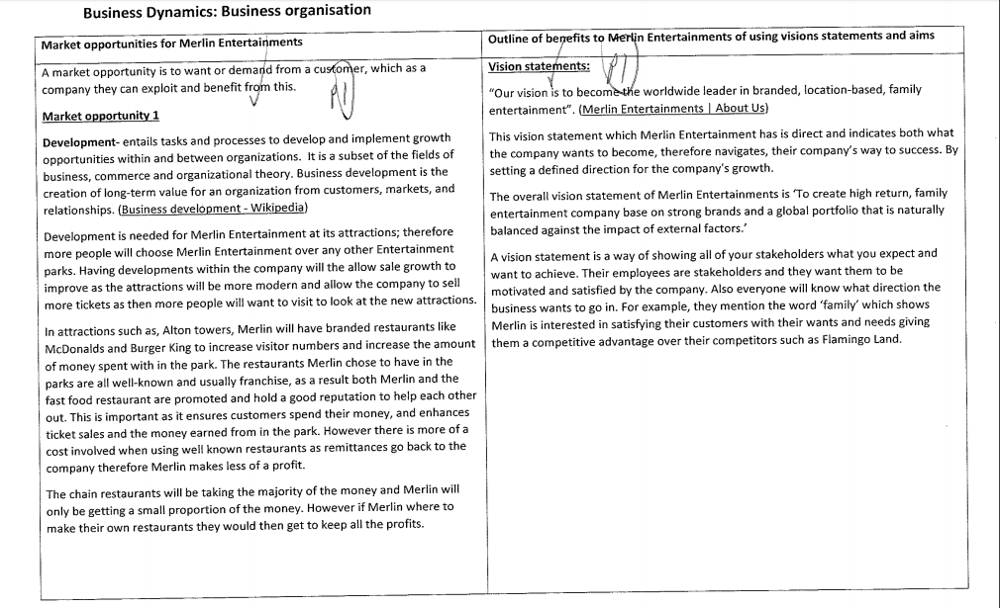 Business Dynamics: Business organisation
Market opportunities for Merlin Entertainments
A market opportunity is to want or demand from a customer, which as a
company they can exploit and benefit from this.
P1
Market opportunity 1
Development- entails tasks and processes to develop and implement growth
opportunities within and between organizations. It is a subset of the fields of
business, commerce and organizational theory. Business development is the
creation of long-term value for an organization from customers, markets, and
relationships. (Business development - Wikipedia)
Development is needed for Merlin Entertainment at its attractions; therefore
more people will choose Merlin Entertainment over any other Entertainment
parks. Having developments within the company will the allow sale growth to
improve as the attractions will be more modern and allow the company to sell
more tickets as then more people will want to visit to look at the new attractions.
In attractions such as, Alton towers, Merlin will have branded restaurants like
McDonalds and Burger King to increase visitor numbers and increase the amount
of money spent with in the park. The restaurants Merlin chose to have in the
parks are all well-known and usually franchise, as a result both Merlin and the
fast food restaurant are promoted and hold a good reputation to help each other
out. This is important as it ensures customers spend their money, and enhances
ticket sales and the money earned from in the park. However there is more of a
cost involved when using well known restaurants as remittances go back to the
company therefore Merlin makes less of a profit.
The chain restaurants will be taking the majority of the money and Merlin will
only be getting a small proportion of the money. However if Merlin where to
make their own restaurants they would then get to keep all the profits.
Outline of benefits to Merlin Entertainments of using visions statements and aims
Vision statements:
P1
"Our vision is to become the worldwide leader in branded, location-based, family
entertainment". (Merlin Entertainments | About Us)
This vision statement which Merlin Entertainment has is direct and indicates both what
the company wants to become, therefore navigates, their company's way to success. By
setting a defined direction for the company's growth.
The overall vision statement of Merlin Entertainments is 'To create high return, family
entertainment company base on strong brands and a global portfolio that is naturally
balanced against the impact of external factors.'
A vision statement is a way of showing all of your stakeholders what you expect and
want to achieve. Their employees are stakeholders and they want them to be
motivated and satisfied by the company. Also everyone will know what direction the
business wants to go in. For example, they mention the word 'family' which shows
Merlin is interested in satisfying their customers with their wants and needs giving
them a competitive advantage over their competitors such as Flamingo Land.